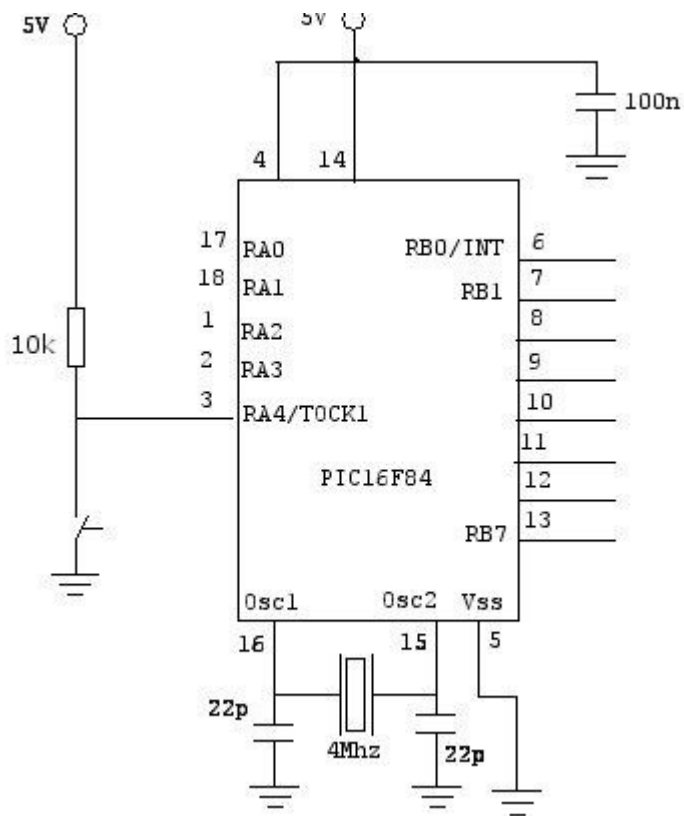 5V
5V
100n
4
14
17
RA0
RB0/INT
6
18
RA1
RB1
7
1
RA2
8
10k
2
RA3
9
3
RA4/TOCK1
10
11
PIC16F84
12
RB7
13
Osc1
Osc2
Vss
16
15
5
22p
4Mhz
22p